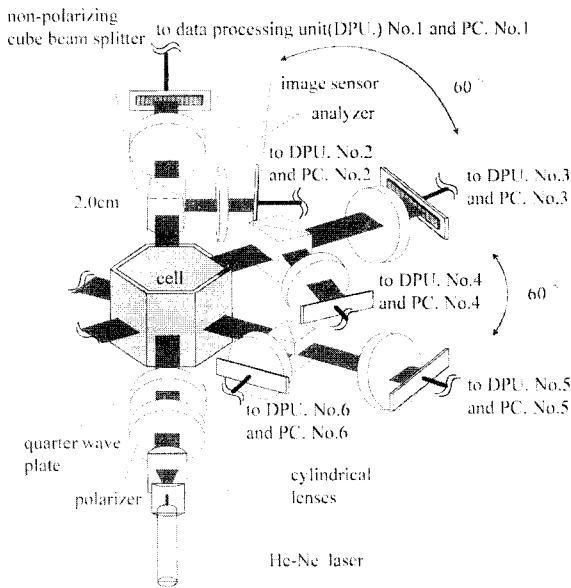 non-polarizing
cube beam splitter
to data processing unit(DPU.) No.1 and PC. No.1
image sensor
analyzer
60°
to DPU. No.2
and PC. No.2
to DPU. No.3
and PC. No.3
2.0cm
cell
to DPU. No.4
and PC. No.4
60°
to DPU. No.5
and PC. No.5
to DPU. No.6
and PC. No.6
quarter wave
plate
cylindrical
lenses
polarizer
He-Ne laser